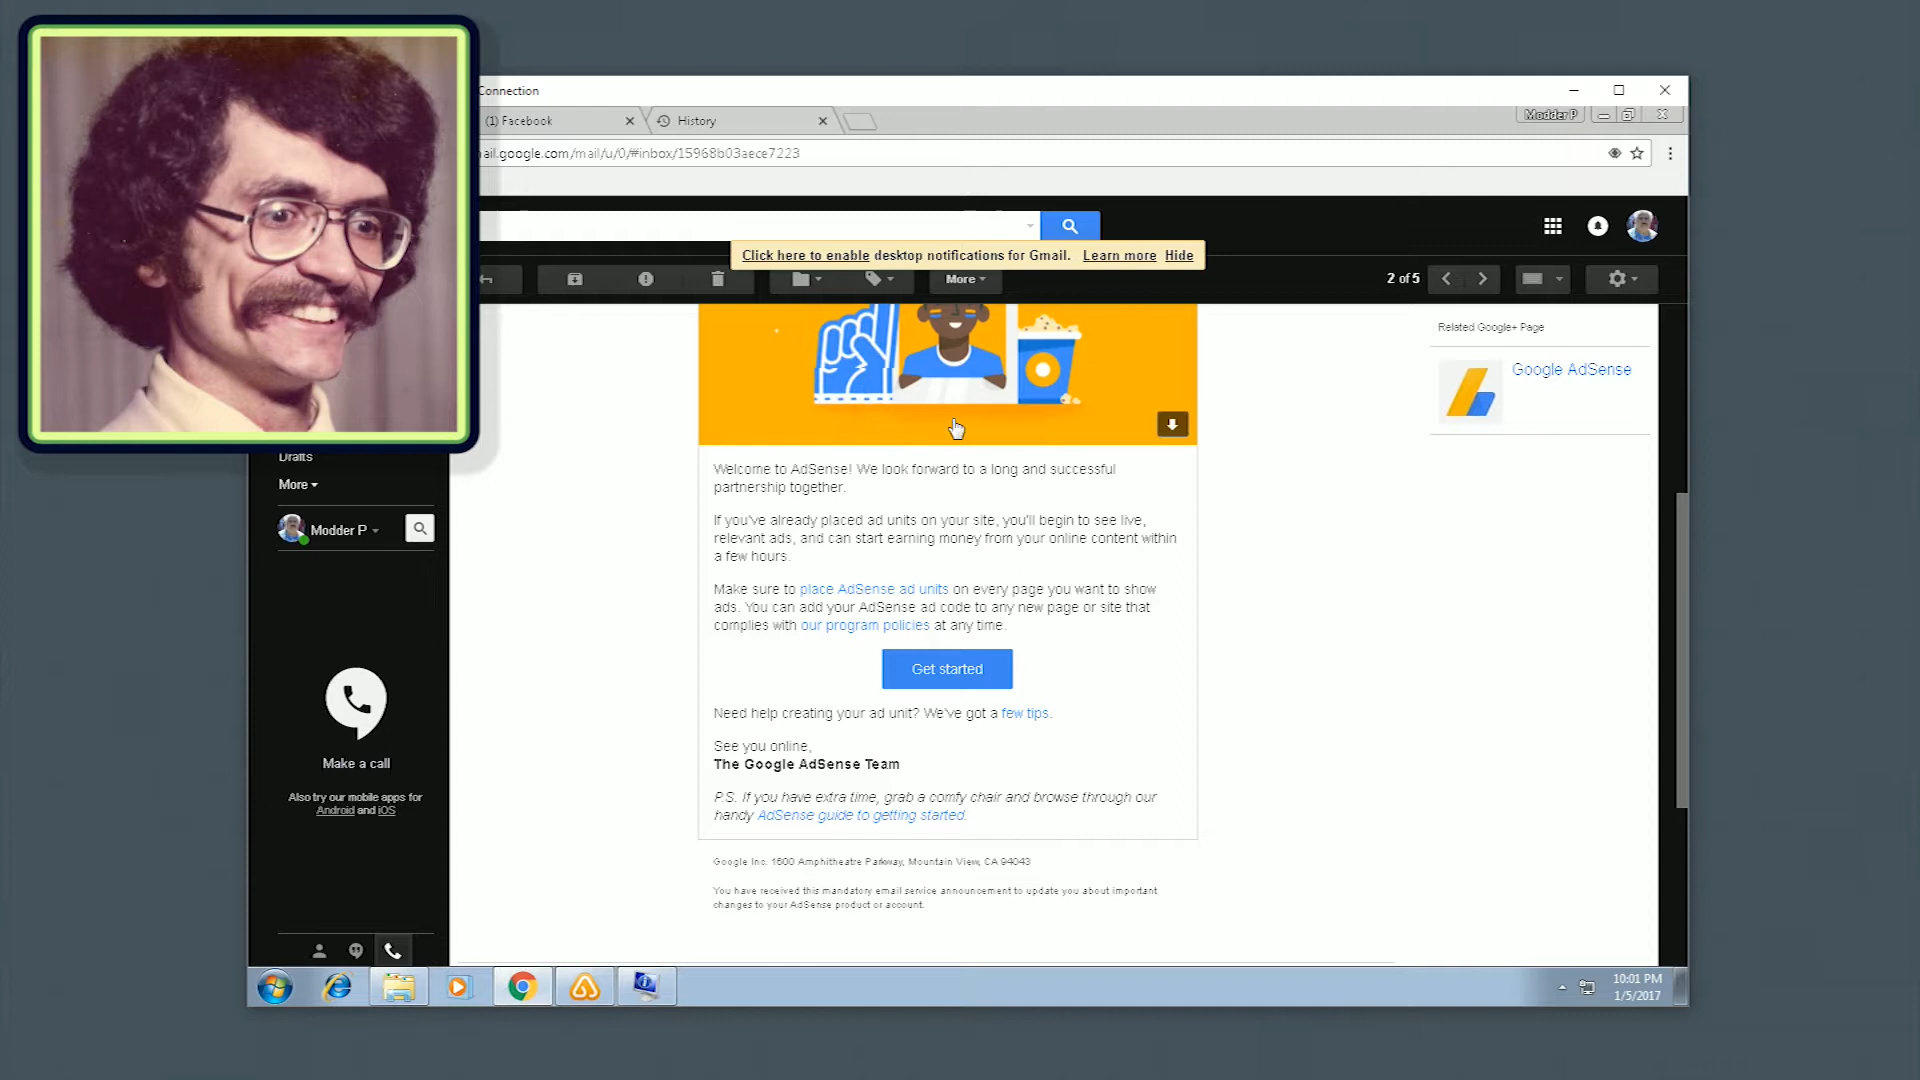 Connection
(1) Facebook
History
Modder P
ail.google.com/mail/u/0/#inbox/15968b03aece7223
Click here to enable desktop notifications for Gmail. Learn more Hide
More
2 of 5
Related Google+ Page
Google AdSense
Drafts
More
Modder P
Welcome to AdSense! We look forward to a long and successful
partnership together.
If you've already placed ad units on your site, you'll begin to see live,
relevant ads, and can start earning money from your online content within
a few hours.
Make sure to place AdSense ad units on every page you want to show
ads. You can add your AdSense ad code to any new page or site that
complies with our program policies at any time.
Get started
Need help creating your ad unit? We've got a few tips.
See you online,
The Google AdSense Team
P.S. If you have extra time, grab a comfy chair and browse through our
handy AdSense guide to getting started.
Google Inc. 1600 Amphitheatre Parkway, Mountain View, CA 94043
You have received this mandatory email service announcement to update you about important
changes to your AdSense product or account.
Make a call
Also try our mobile apps for
Android and iOS
10:01 PM
1/5/2017